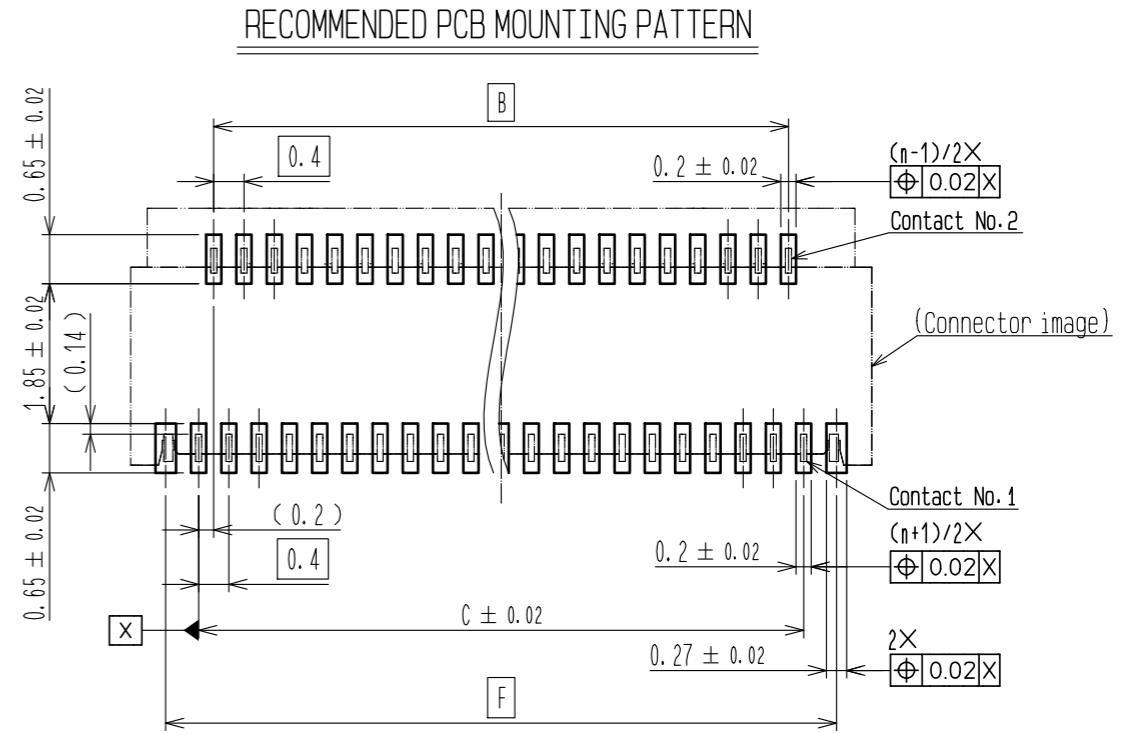 RECOMMENDED PCB MOUNTING PATTERN
B
0.65 ± 0.02
0.4
0.2 ± 0.02
(n-1)/2X
⌖ 0.02 X
Contact No.2
1.85 ± 0.02
(0.14)
(Connector image)
0.65 ± 0.02
(0.2)
0.4
Contact No.1
0.2 ± 0.02
(n+1)/2X
⌖ 0.02 X
X
C ± 0.02
0.27 ± 0.02
2X
⌖ 0.02 X
F